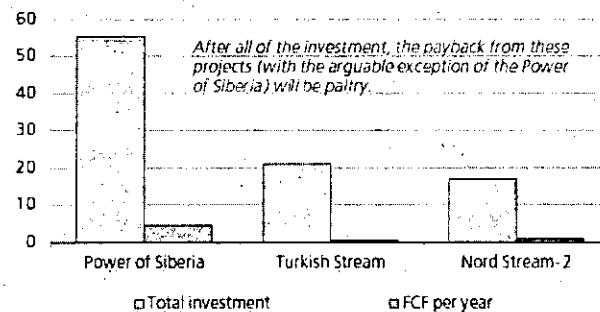 60
50
After all of the investment, the payback from these
projects (with the arguable exception of the Power
of Siberia) will be paltry.
40
30
20
10
0
Power of Siberia Turkish Stream Nord Stream-2
Total investment FCF per year